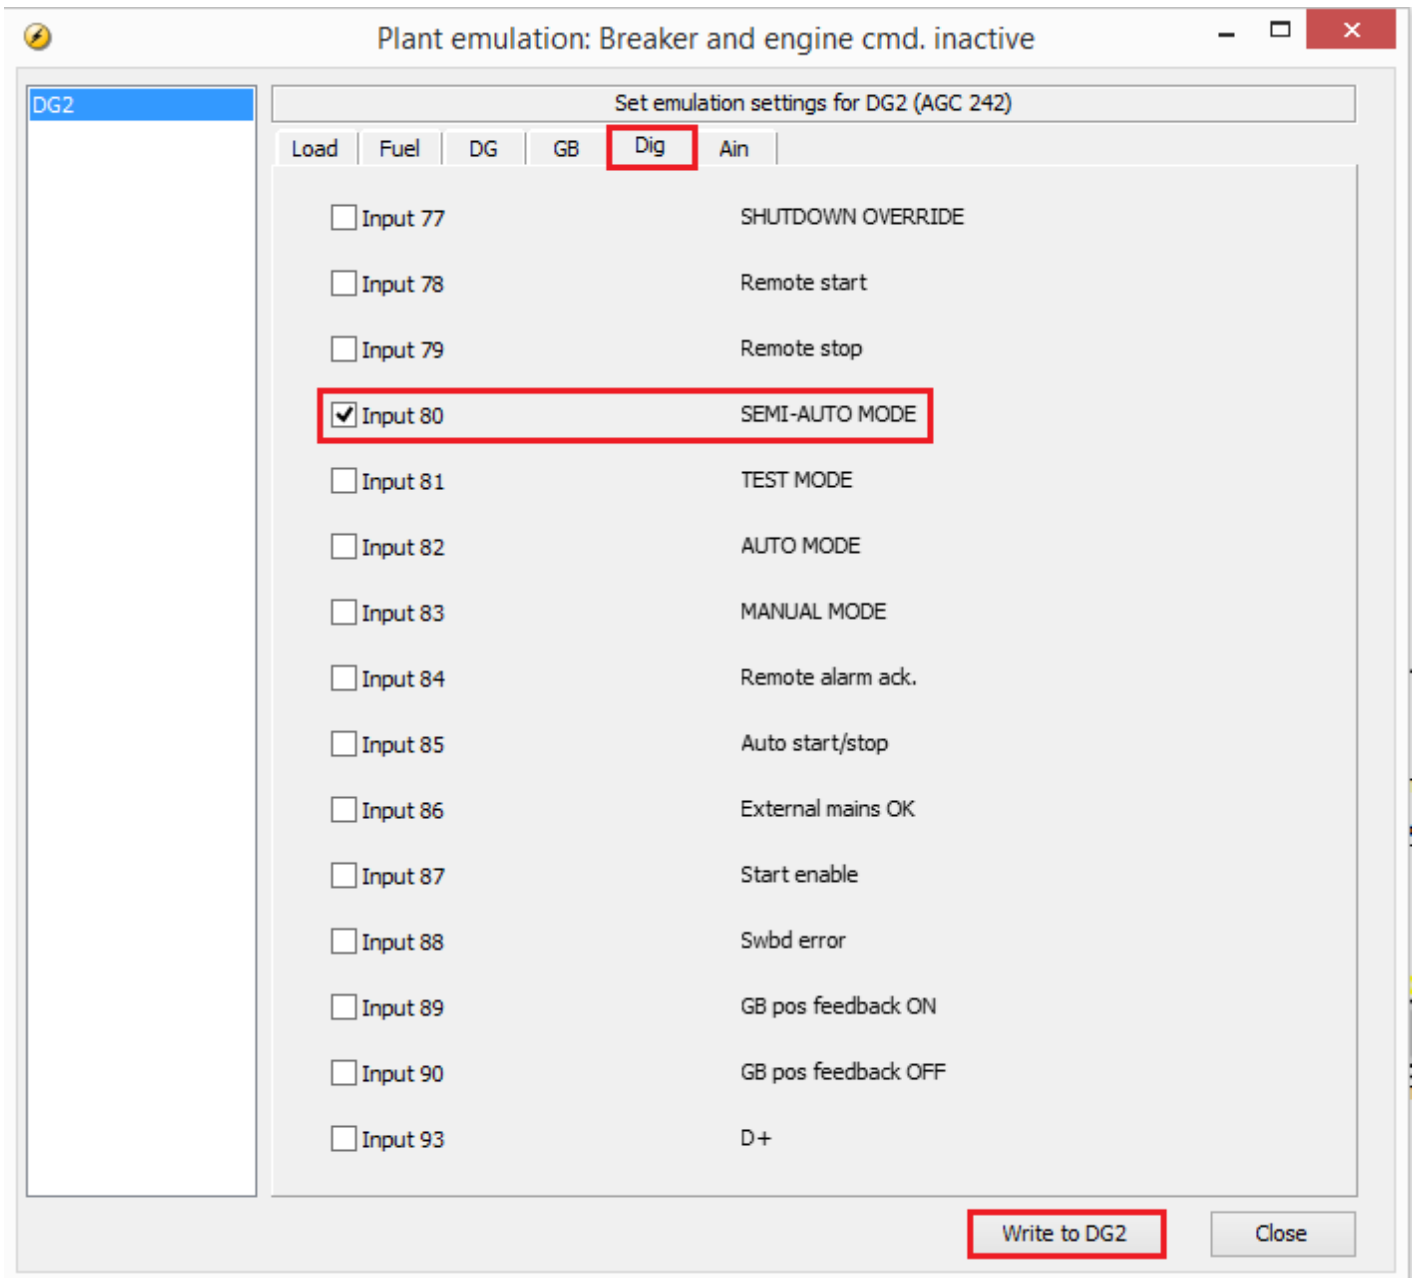 Plant emulation: Breaker and engine cmd. inactive
DG2
Set emulation settings for DG2 (AGC 242)
Load Fuel DG GB Dig Ain
Input 77 SHUTDOWN OVERRIDE
Input 78 Remote start
Input 79 Remote stop
Input 80 SEMI-AUTO MODE
Input 81 TEST MODE
Input 82 AUTO MODE
Input 83 MANUAL MODE
Input 84 Remote alarm ack.
Input 85 Auto start/stop
Input 86 External mains OK
Input 87 Start enable
Input 88 Swbd error
Input 89 GB pos feedback ON
Input 90 GB pos feedback OFF
Input 93 D+
Write to DG2 Close